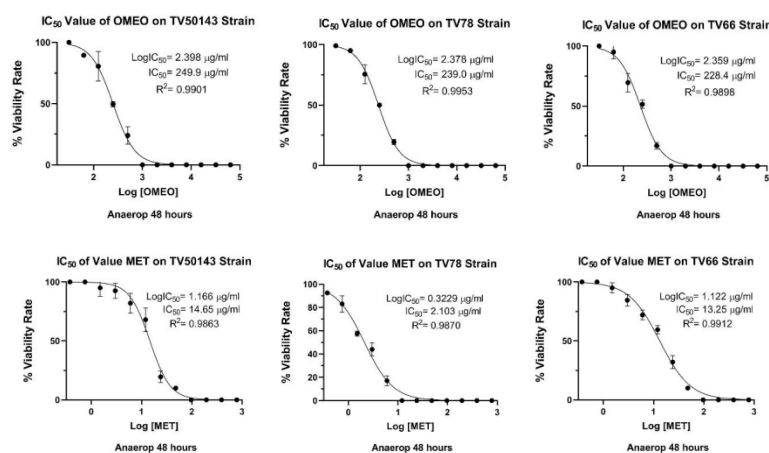 IC50 Value of OMEO on TV50143 Strain
% Viability Rate
100
50
0
LogIC50= 2.398 µg/ml
IC50= 249.9 µg/ml
R2= 0.9901
2 3 4 5
Log [OMEO]
Anaerop 48 hours
IC50 Value of OMEO on TV78 Strain
% Viability Rate
100
50
0
LogIC50= 2.378 µg/ml
IC50= 239.0 µg/ml
R2= 0.9953
2 3 4 5
Log [OMEO]
Anaerop 48 hours
IC50 Value of OMEO on TV66 Strain
% Viability Rate
100
50
0
LogIC50= 2.359 µg/ml
IC50= 228.4 µg/ml
R2= 0.9898
1 2 3 4 5
Log [OMEO]
Anaerop 48 hours
IC50 of Value MET on TV50143 Strain
% Viability Rate
100
50
0
LogIC50= 1.166 µg/ml
IC50= 14.65 µg/ml
R2= 0.9863
0 1 2 3
Log [MET]
Anaerop 48 hours
IC50 of Value MET on TV78 Strain
% Viability Rate
100
80
60
40
20
0
LogIC50= 0.3229 µg/ml
IC50= 2.103 µg/ml
R2= 0.9870
0 1 2 3
Log [MET]
Anaerop 48 hours
IC50 of Value MET on TV66 Strain
% Viability Rate
100
50
0
LogIC50= 1.122 µg/ml
IC50= 13.25 µg/ml
R2= 0.9912
0 1 2 3
Log [MET]
Anaerop 48 hours